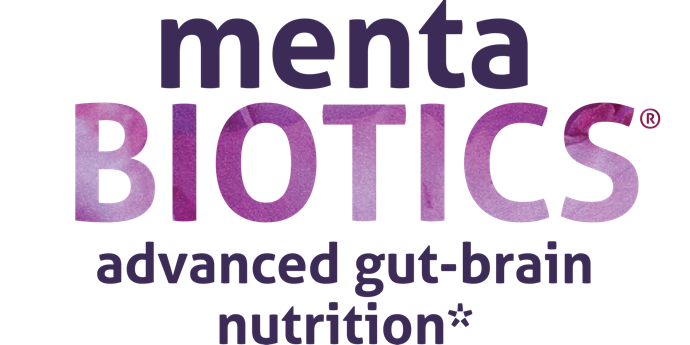 menta
BIOTICS®
advanced gut-brain
nutrition*